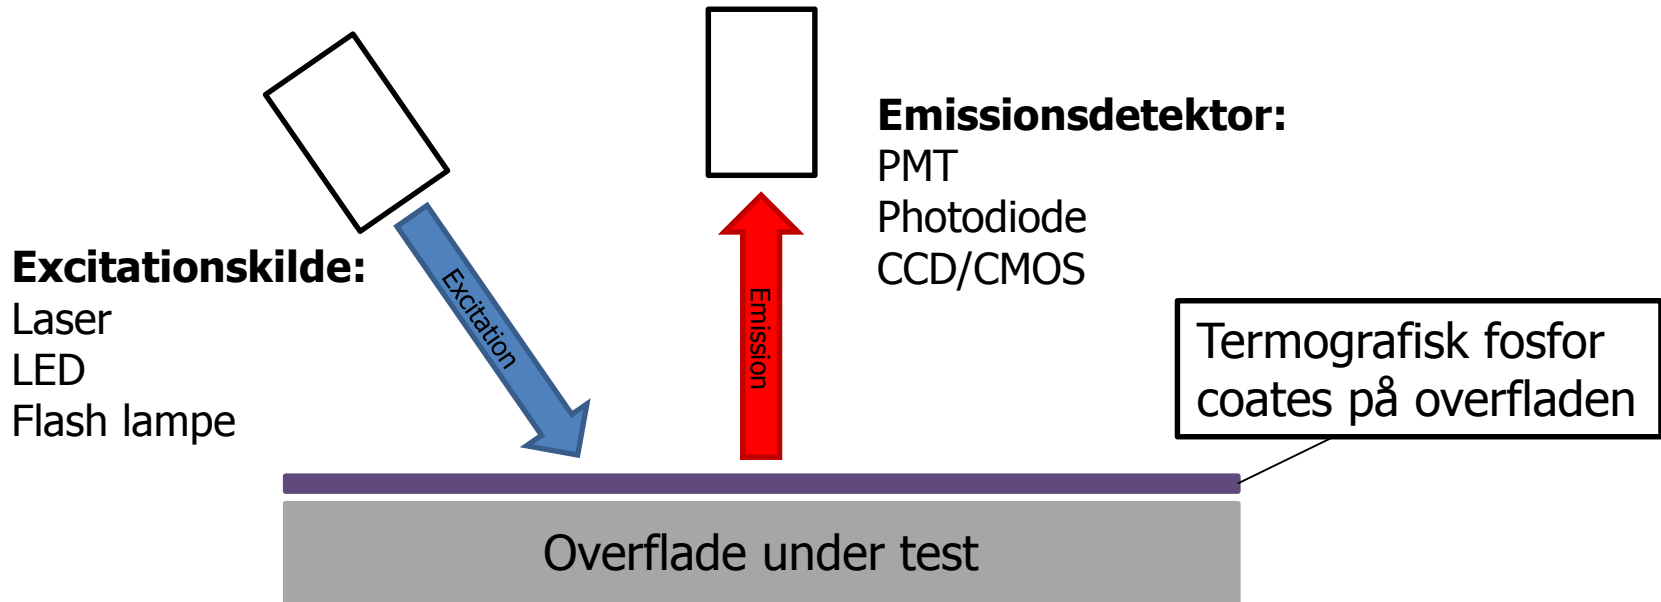 Excitationskilde:
Laser
LED
Flash lampe
Excitation
Emission
Emissionsdetektor:
PMT
Photodiode
CCD/CMOS
Termografisk fosfor
coates på overfladen
Overflade under test